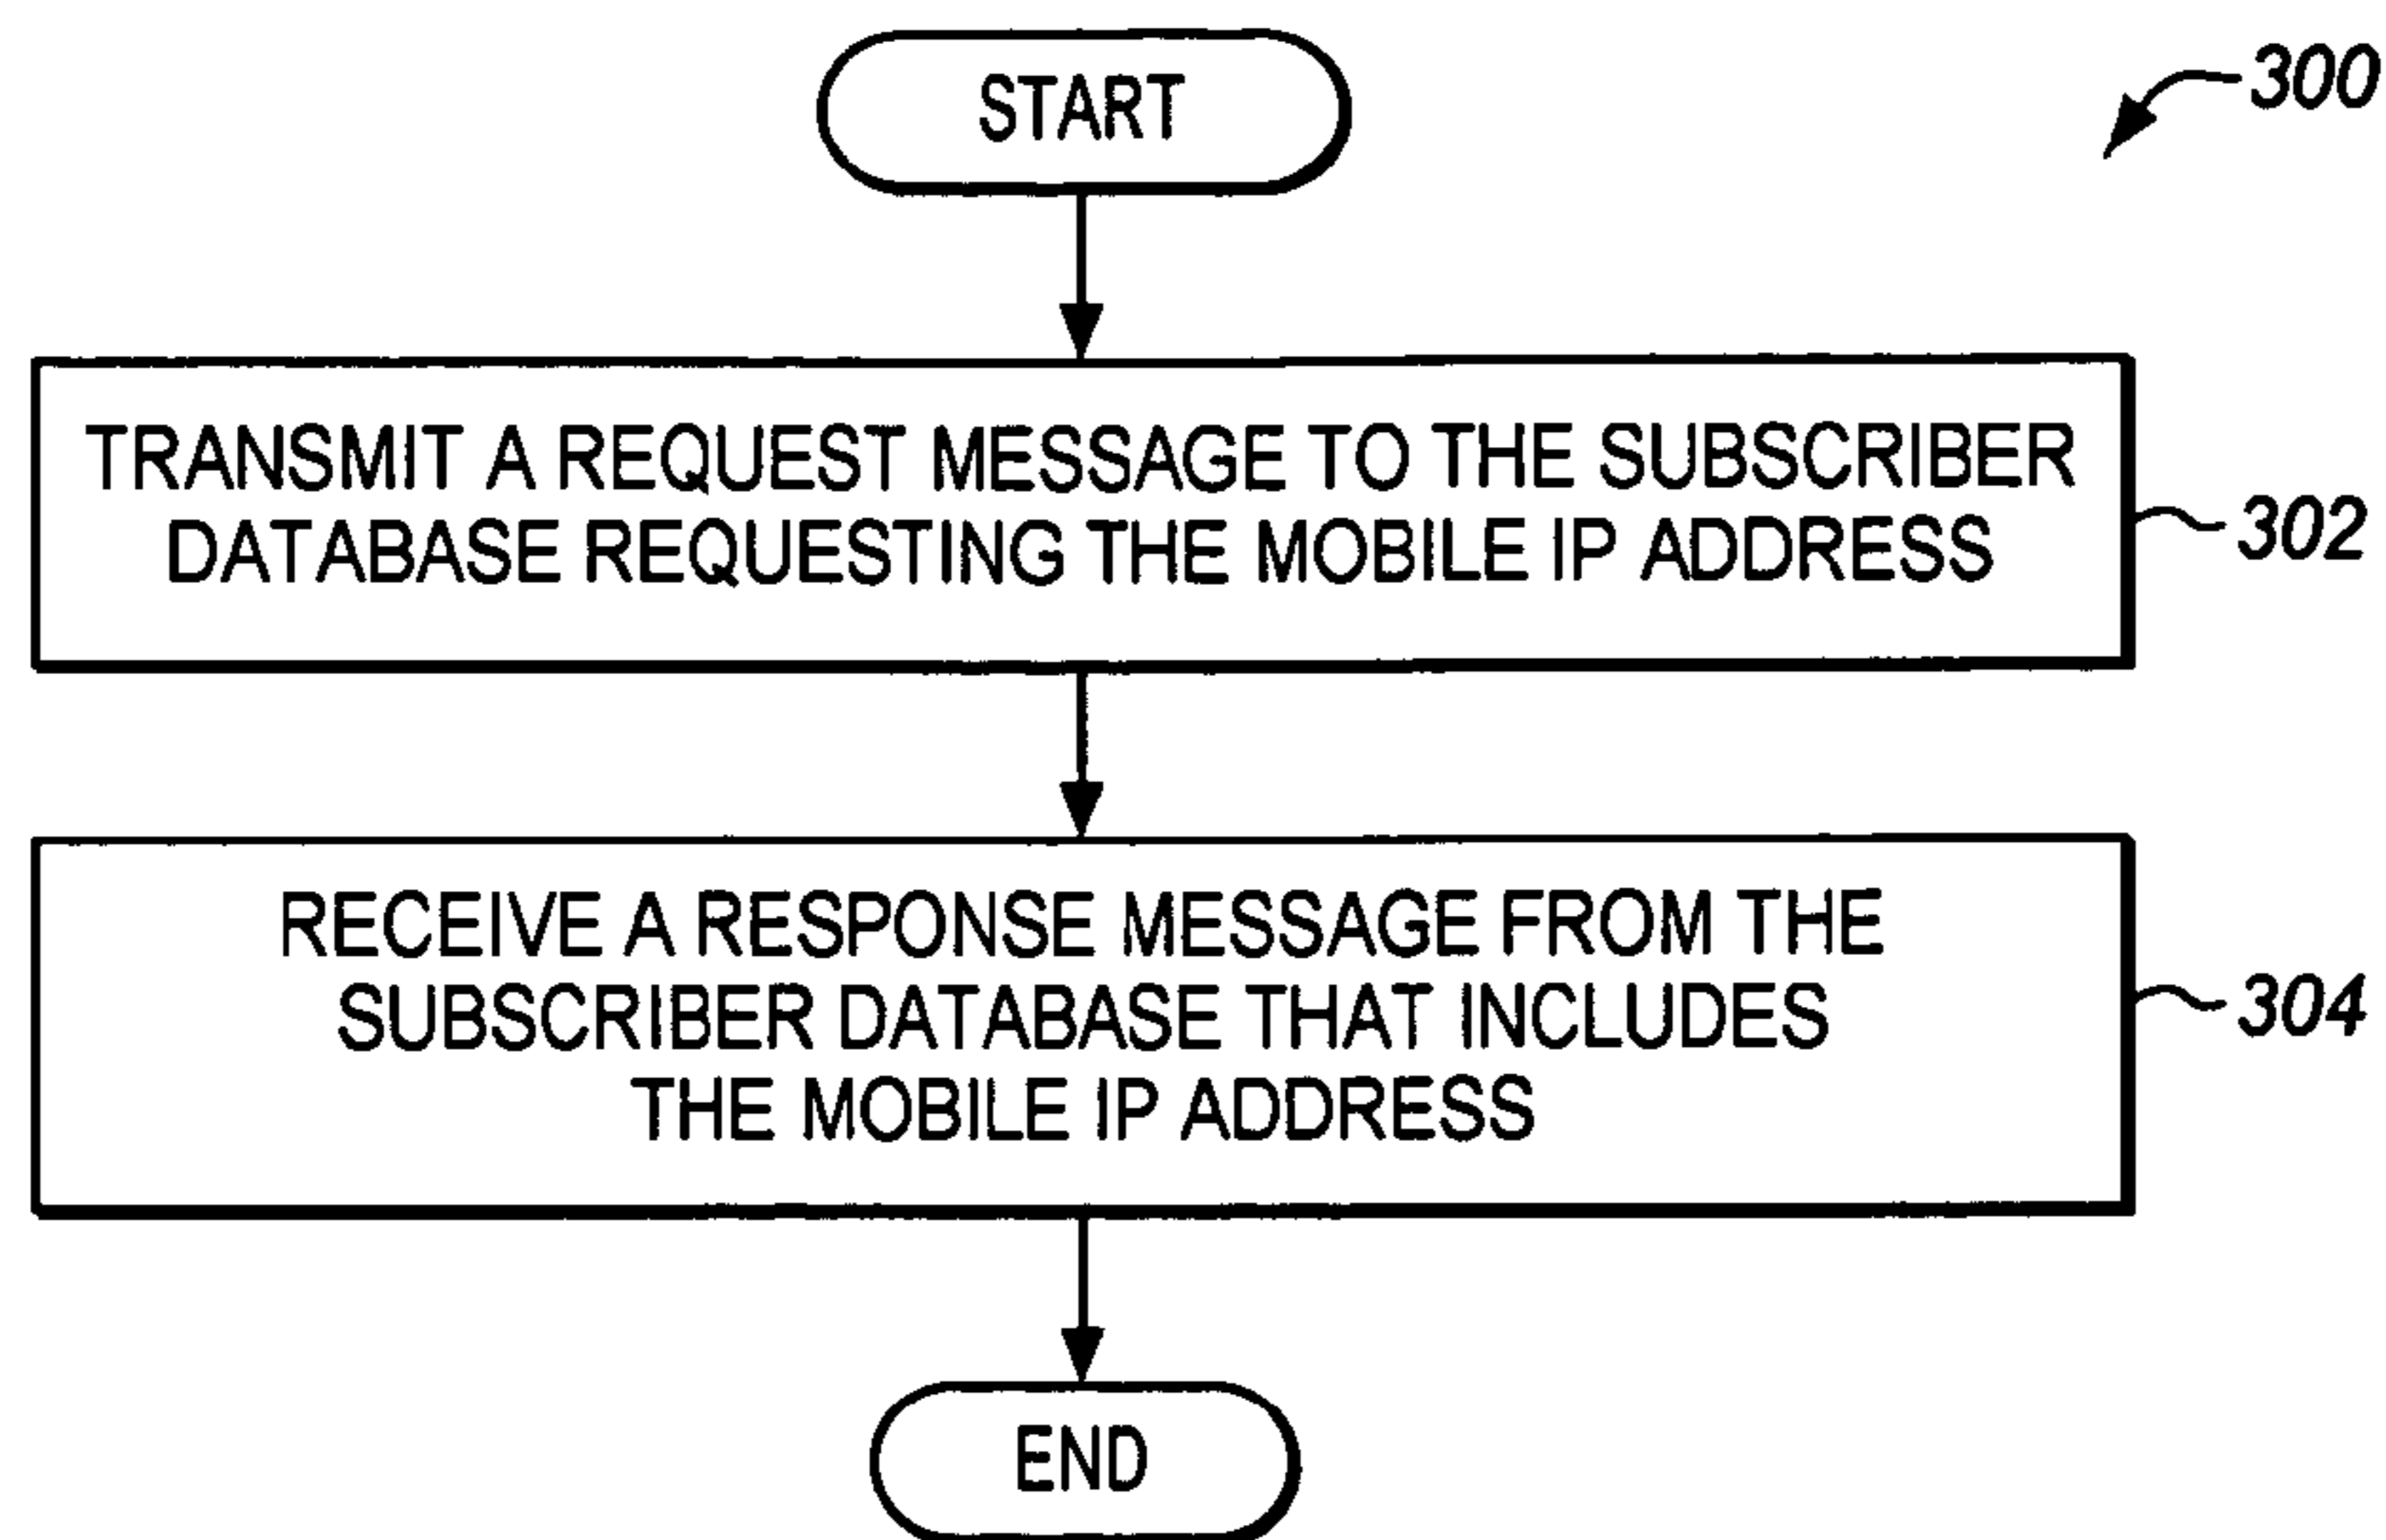 START
300
TRANSMIT A REQUEST MESSAGE TO THE SUBSCRIBER
DATABASE REQUESTING THE MOBILE IP ADDRESS
302
RECEIVE A RESPONSE MESSAGE FROM THE
SUBSCRIBER DATABASE THAT INCLUDES
THE MOBILE IP ADDRESS
304
END